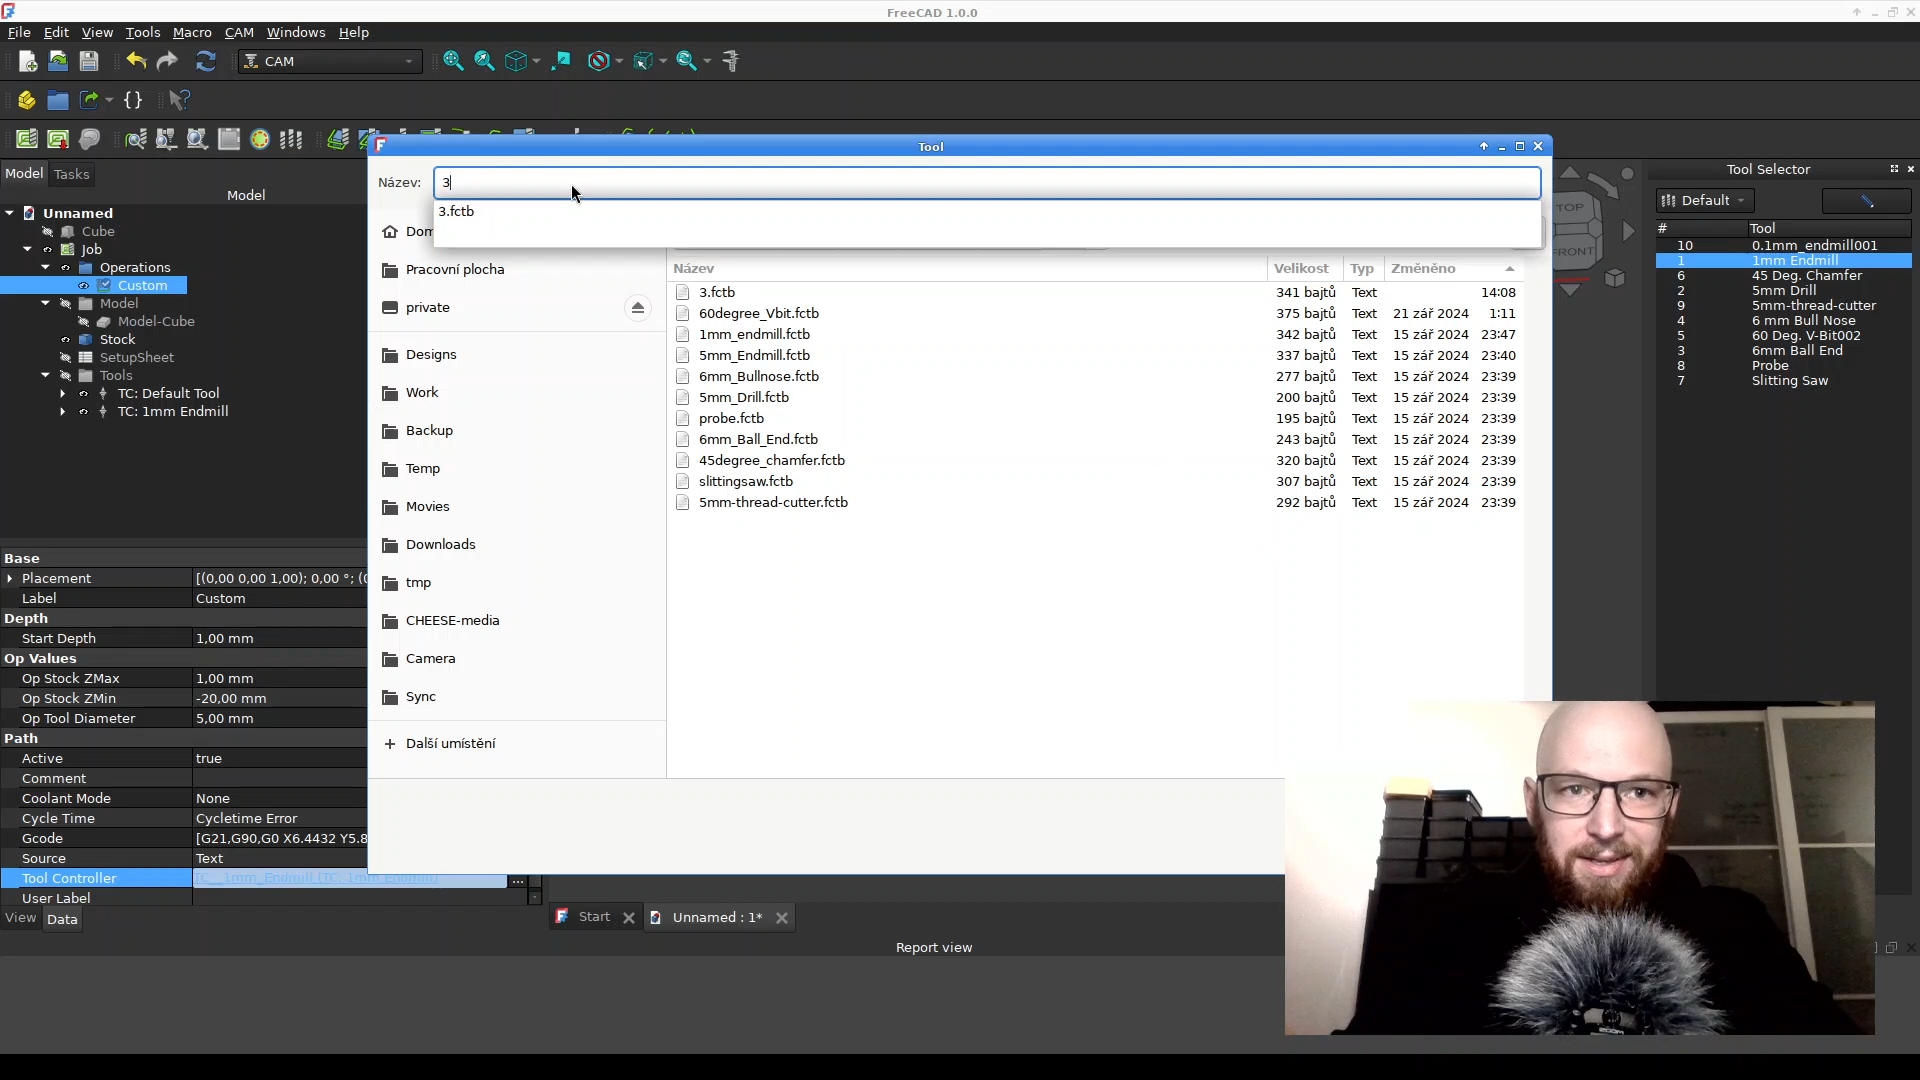 FreeCAD 1.0.0
File Edit View Tools Macro CAM Windows Help
CAM
Model Tasks
Model
Unnamed
Cube
Job
Operations
Custom
Model
Model-Cube
Stock
SetupSheet
Tools
TC: Default Tool
TC: 1mm Endmill
Base
Placement [(0,00 0,00 1,00); 0,00 °; (0
Label Custom
Depth
Start Depth 1,00 mm
Op Values
Op Stock ZMax 1,00 mm
Op Stock ZMin -20,00 mm
Op Tool Diameter 5,00 mm
Path
Active true
Comment
Coolant Mode None
Cycle Time Cycletime Error
Gcode [G21,G90,G0 X6.4432 Y5.8
Source Text
Tool Controller TC__1mm_Endmill (TC: 1mm Endmill)
User Label
View Data
Tool
Název: 3
3.fctb
Dom
Pracovní plocha
private
Designs
Work
Backup
Temp
Movies
Downloads
tmp
CHEESE-media
Camera
Sync
Další umístění
Název Velikost Typ Změněno
3.fctb 341 bajtů Text 14:08
60degree_Vbit.fctb 375 bajtů Text 21 zář 2024 1:11
1mm_endmill.fctb 342 bajtů Text 15 zář 2024 23:47
5mm_Endmill.fctb 337 bajtů Text 15 zář 2024 23:40
6mm_Bullnose.fctb 277 bajtů Text 15 zář 2024 23:39
5mm_Drill.fctb 200 bajtů Text 15 zář 2024 23:39
probe.fctb 195 bajtů Text 15 zář 2024 23:39
6mm_Ball_End.fctb 243 bajtů Text 15 zář 2024 23:39
45degree_chamfer.fctb 320 bajtů Text 15 zář 2024 23:39
slittingsaw.fctb 307 bajtů Text 15 zář 2024 23:39
5mm-thread-cutter.fctb 292 bajtů Text 15 zář 2024 23:39
TOP
FRONT
Tool Selector
Default
# Tool
10 0.1mm_endmill001
1 1mm Endmill
6 45 Deg. Chamfer
2 5mm Drill
9 5mm-thread-cutter
4 6 mm Bull Nose
5 60 Deg. V-Bit002
3 6mm Ball End
8 Probe
7 Slitting Saw
Start Unnamed : 1*
Report view
ZOOM